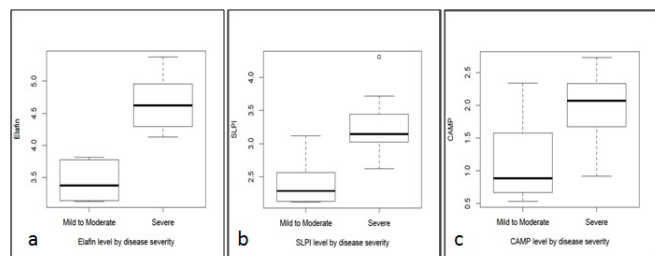 Elafin
5.0
4.5
4.0
3.5
Mild to Moderate Severe
a Elafin level by disease severity
SLPI
4.0
3.5
3.0
2.5
Mild to Moderate Severe
b SLPI level by disease severity
CAMP
2.5
2.0
1.5
1.0
0.5
Mild to Moderate Severe
c CAMP level by disease severity